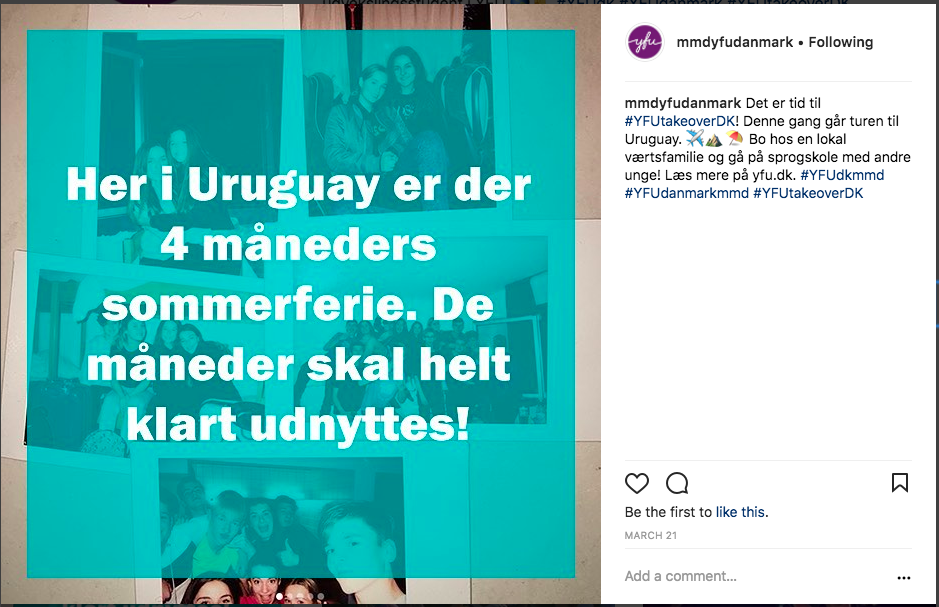 Her i Uruguay er der
4 måneders
sommerferie. De
måneder skal helt
klart udnyttes!
yfu
mmdyfudanmark • Following
mmdyfudanmark Det er tid til
#YFUtakeoverDK! Denne gang går turen til
Uruguay. ✈️⛰️ ⛱️ Bo hos en lokal
værtsfamilie og gå på sprogskole med andre
unge! Læs mere på yfu.dk. #YFUdkmmd
#YFUdanmarkmmd #YFUtakeoverDK
Be the first to like this.
MARCH 21
Add a comment...